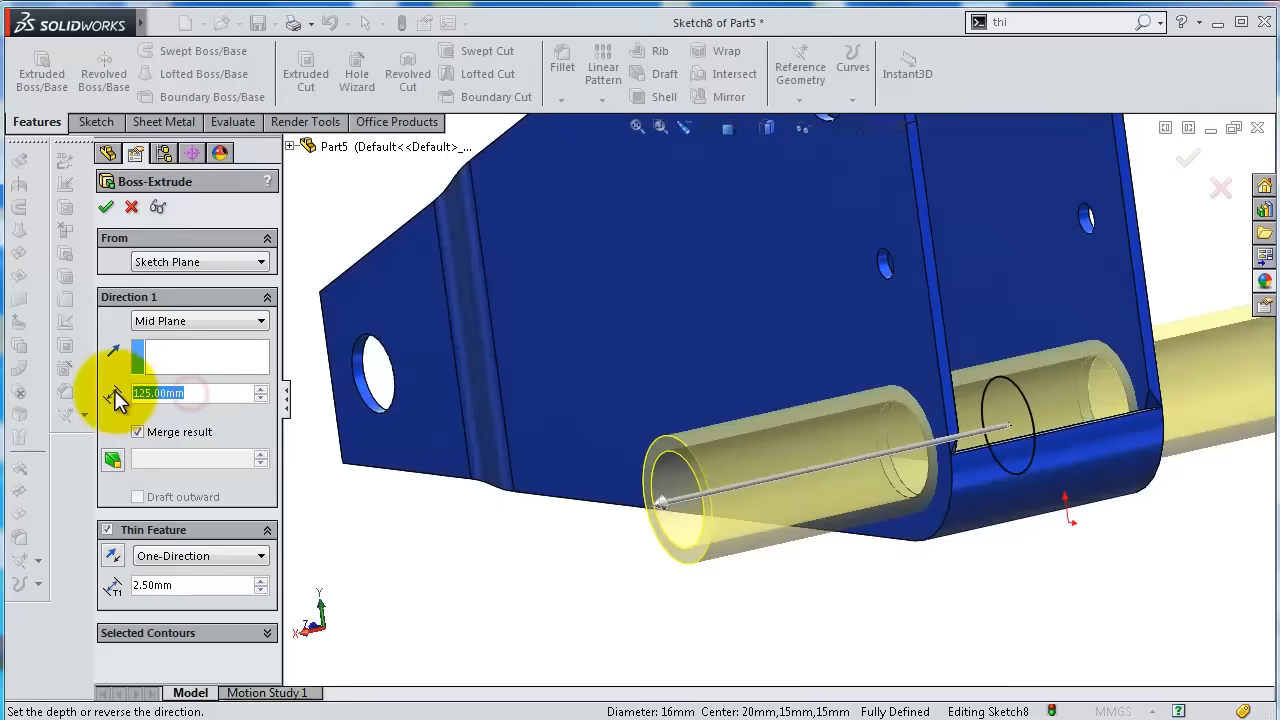 SOLIDWORKS
Sketch8 of Part5 *
thi
Extruded Boss/Base
Revolved Boss/Base
Swept Boss/Base
Lofted Boss/Base
Boundary Boss/Base
Extruded Cut
Hole Wizard
Revolved Cut
Swept Cut
Lofted Cut
Boundary Cut
Fillet
Linear Pattern
Rib
Draft
Shell
Wrap
Intersect
Mirror
Reference Geometry
Curves
Instant3D
Features
Sketch
Sheet Metal
Evaluate
Render Tools
Office Products
Part5 (Default<<Default>_...
Boss-Extrude
?
From
Sketch Plane
Direction 1
Mid Plane
125.00mm
Merge result
Draft outward
Thin Feature
One-Direction
T1
2.50mm
Selected Contours
Y
Z
X
Model
Motion Study 1
Set the depth or reverse the direction.
Diameter: 16mm Center: 20mm,15mm,15mm
Fully Defined
Editing Sketch8
MMGS
?